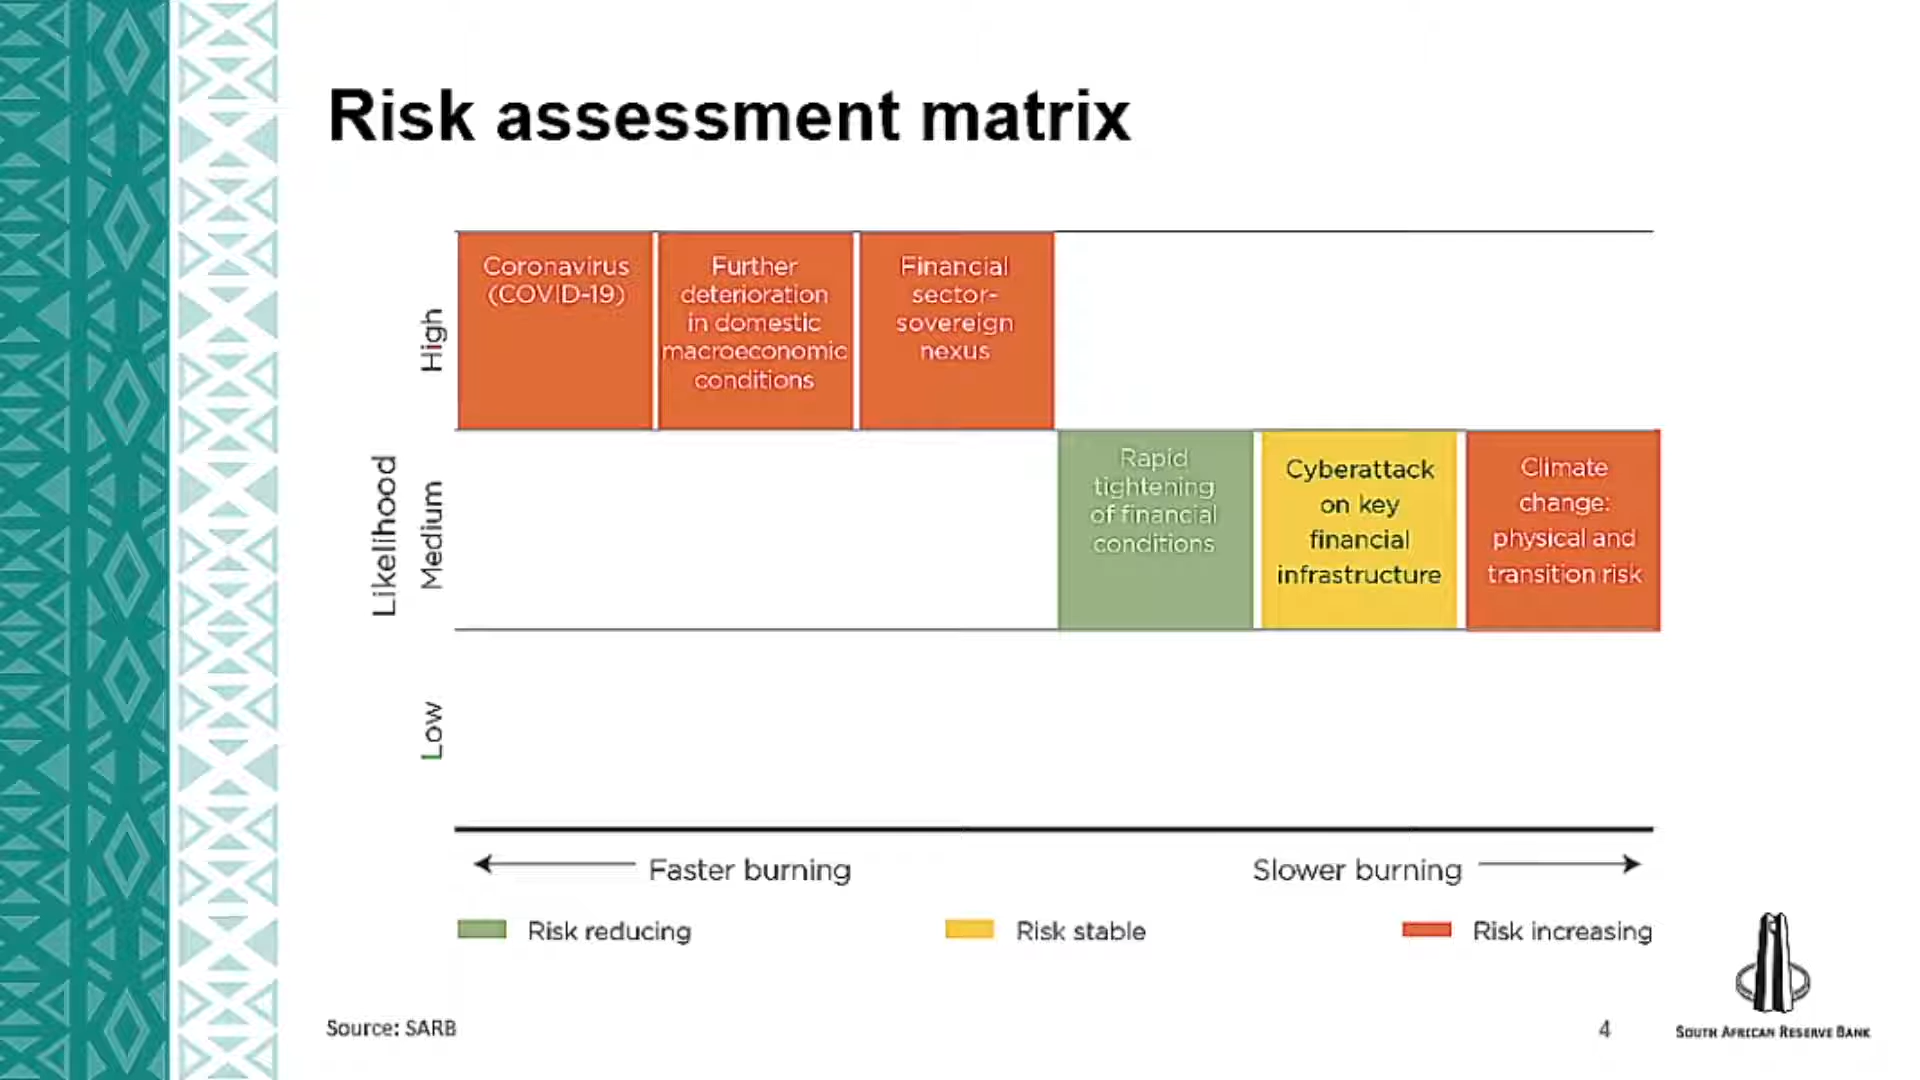 Risk assessment matrix
Likelihood
High
Coronavirus
(COVID-19)
Further
deterioration
in domestic
macroeconomic
conditions
Financial
sector-
sovereign
nexus
Medium
Rapid
tightening
of financial
conditions
Cyberattack
on key
financial
infrastructure
Climate
change:
physical and
transition risk
Low
Faster burning
Slower burning
Risk reducing
Risk stable
Risk increasing
Source: SARB
4
SOUTH AFRICAN RESERVE BANK